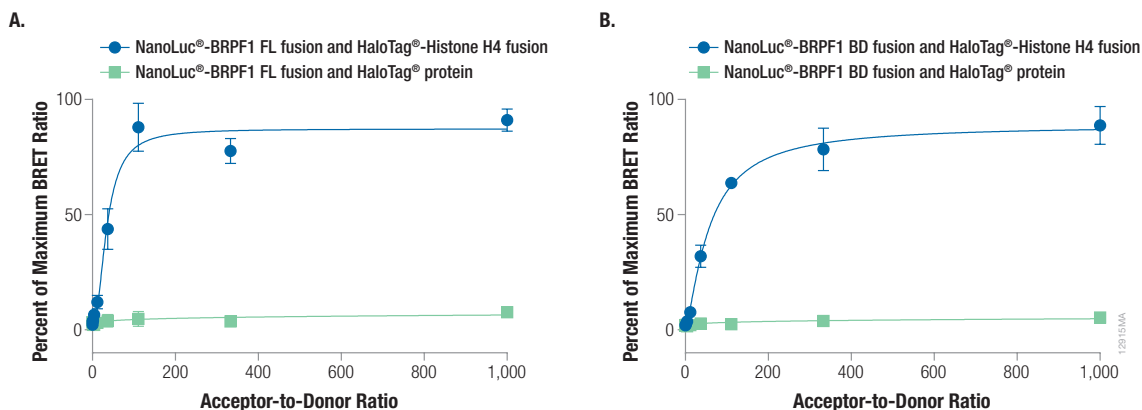 A.
NanoLuc®-BRPF1 FL fusion and HaloTag®-Histone H4 fusion
NanoLuc®-BRPF1 FL fusion and HaloTag® protein
Percent of Maximum BRET Ratio
100
50
0
0
200
400
600
800
1,000
Acceptor-to-Donor Ratio
B.
NanoLuc®-BRPF1 BD fusion and HaloTag®-Histone H4 fusion
NanoLuc®-BRPF1 BD fusion and HaloTag® protein
Percent of Maximum BRET Ratio
100
50
0
0
200
400
600
800
1,000
Acceptor-to-Donor Ratio
12915MA